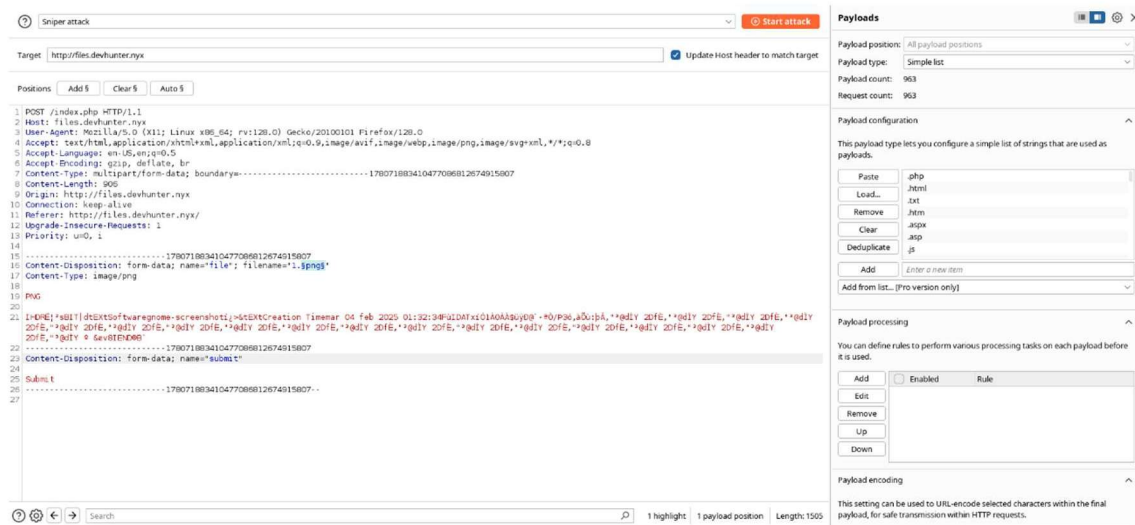 Sniper attack
Start attack
Target http://files.devhunter.nyx
Update Host header to match target
Positions Add § Clear § Auto §
1 POST /index.php HTTP/1.1
2 Host: files.devhunter.nyx
3 User-Agent: Mozilla/5.0 (X11; Linux x86_64; rv:128.0) Gecko/20100101 Firefox/128.0
4 Accept: text/html,application/xhtml+xml,application/xml;q=0.9,image/avif,image/webp,image/png,image/svg+xml,*/*;q=0.8
5 Accept-Language: en-US,en;q=0.5
6 Accept-Encoding: gzip, deflate, br
7 Content-Type: multipart/form-data; boundary=---------------------------17807188341047708681267​4915807
8 Content-Length: 906
9 Origin: http://files.devhunter.nyx
10 Connection: keep-alive
11 Referer: http://files.devhunter.nyx/
12 Upgrade-Insecure-Requests: 1
13 Priority: u=0, i
14
15 -----------------------------178071883410477086812674915807
16 Content-Disposition: form-data; name="file"; filename="1.§png§"
17 Content-Type: image/png
18
19 PNG
20
21
22 -----------------------------178071883410477086812674915807
23 Content-Disposition: form-data; name="submit"
24
25 Submit
26 -----------------------------178071883410477086812674915807--
27
Search
1 highlight 1 payload position Length: 1505
Payloads
Payload position: All payload positions
Payload type: Simple list
Payload count: 963
Request count: 963
Payload configuration
This payload type lets you configure a simple list of strings that are used as
payloads.
Paste
Load...
Remove
Clear
Deduplicate
.php
.html
.txt
.htm
.aspx
.asp
.js
Add Enter a new item
Add from list... [Pro version only]
Payload processing
You can define rules to perform various processing tasks on each payload before
it is used.
Add
Edit
Remove
Up
Down
Enabled Rule
Payload encoding
This setting can be used to URL-encode selected characters within the final
payload, for safe transmission within HTTP requests.